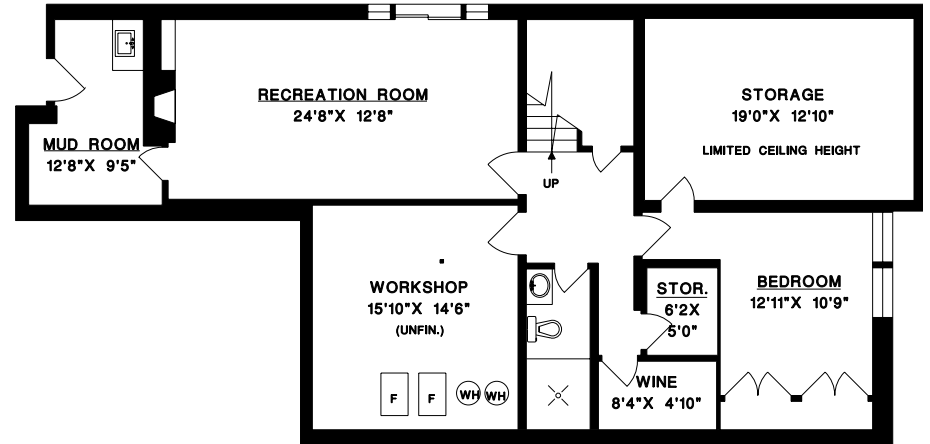 RECREATION ROOM
24'8"X 12'8"
STORAGE
19'0"X 12'10"
LIMITED CEILING HEIGHT
MUD ROOM
12'8"X 9'5"
UP
WORKSHOP
15'10"X 14'6"
(UNFIN.)
STOR.
6'2X
5'0"
BEDROOM
12'11"X 10'9"
F
F
WH
WH
WINE
8'4"X 4'10"